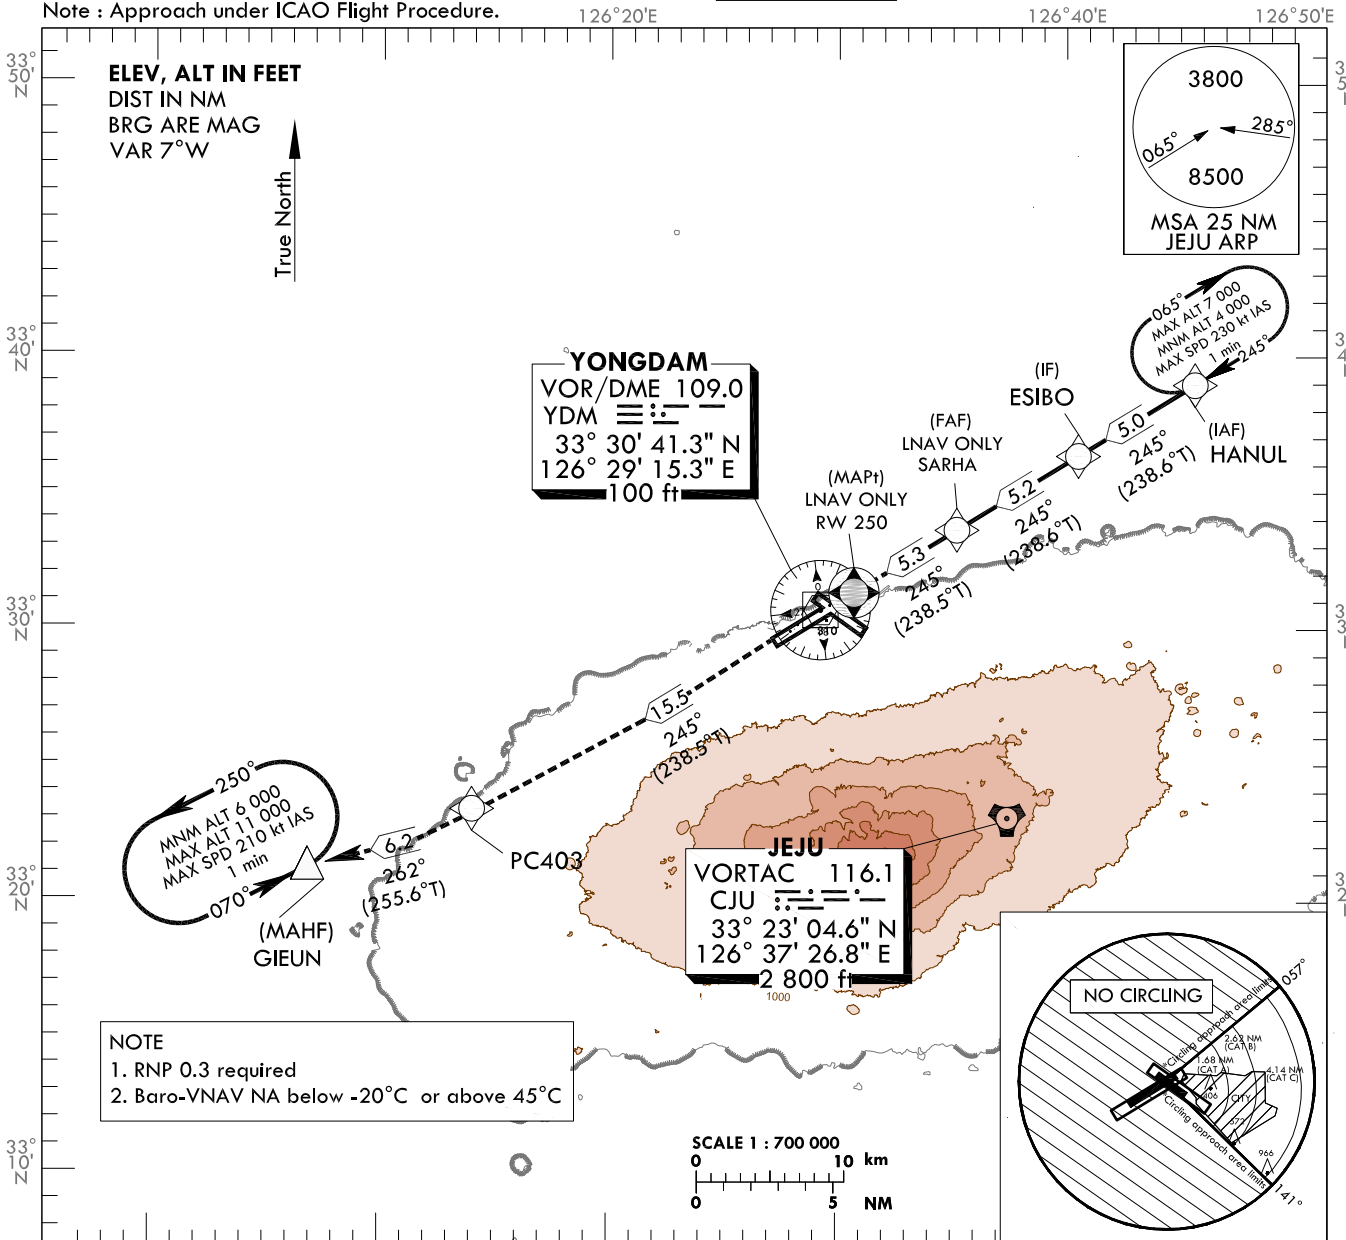 Note : Approach under ICAO Flight Procedure.
126°20'E
126°40'E
126°50'E
33°
50'
N
33°
40'
N
33°
30'
N
33°
20'
N
33°
10'
N
ELEV, ALT IN FEET
DIST IN NM
BRG ARE MAG
VAR 7°W
True North
3800
065°
285°
8500
MSA 25 NM
JEJU ARP
065°
MAX ALT 7 000
MNM ALT 4 000
MAX SPD 230 kt IAS
1 min
245°
(IAF)
HANUL
5.0
245°
(238.6°T)
(IF)
ESIBO
5.2
245°
(238.6°T)
(FAF)
LNAV ONLY
SARHA
5.3
245°
(238.5°T)
(MAPt)
LNAV ONLY
RW 250
YONGDAM
VOR/DME 109.0
YDM
33° 30' 41.3" N
126° 29' 15.3" E
100 ft
15.5
245°
(238.5°T)
PC403
6.2
262°
(255.6°T)
250°
MNM ALT 6 000
MAX ALT 11 000
MAX SPD 210 kt IAS
1 min
070°
(MAHF)
GIEUN
JEJU
VORTAC 116.1
CJU
33° 23' 04.6" N
126° 37' 26.8" E
2 800 ft
1000
NOTE
1. RNP 0.3 required
2. Baro-VNAV NA below -20°C or above 45°C
SCALE 1 : 700 000
0 10 km
0 5 NM
NO CIRCLING
057°
*Circling approach area limits
2.62 NM
(CAT B)
1.68 NM
(CAT A)
4.14 NM
(CAT C)
CITY
*Circling approach area limits
966
141°